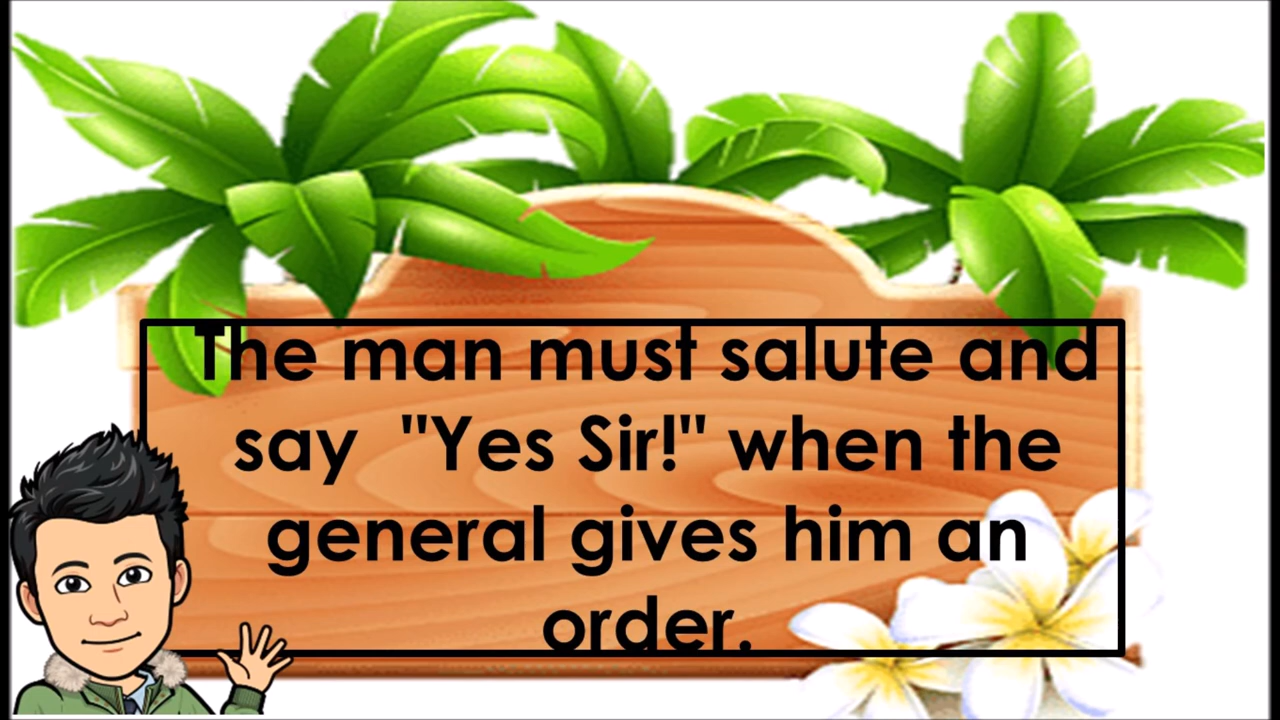 The man must salute and
say  "Yes Sir!" when the
general gives him an
order.